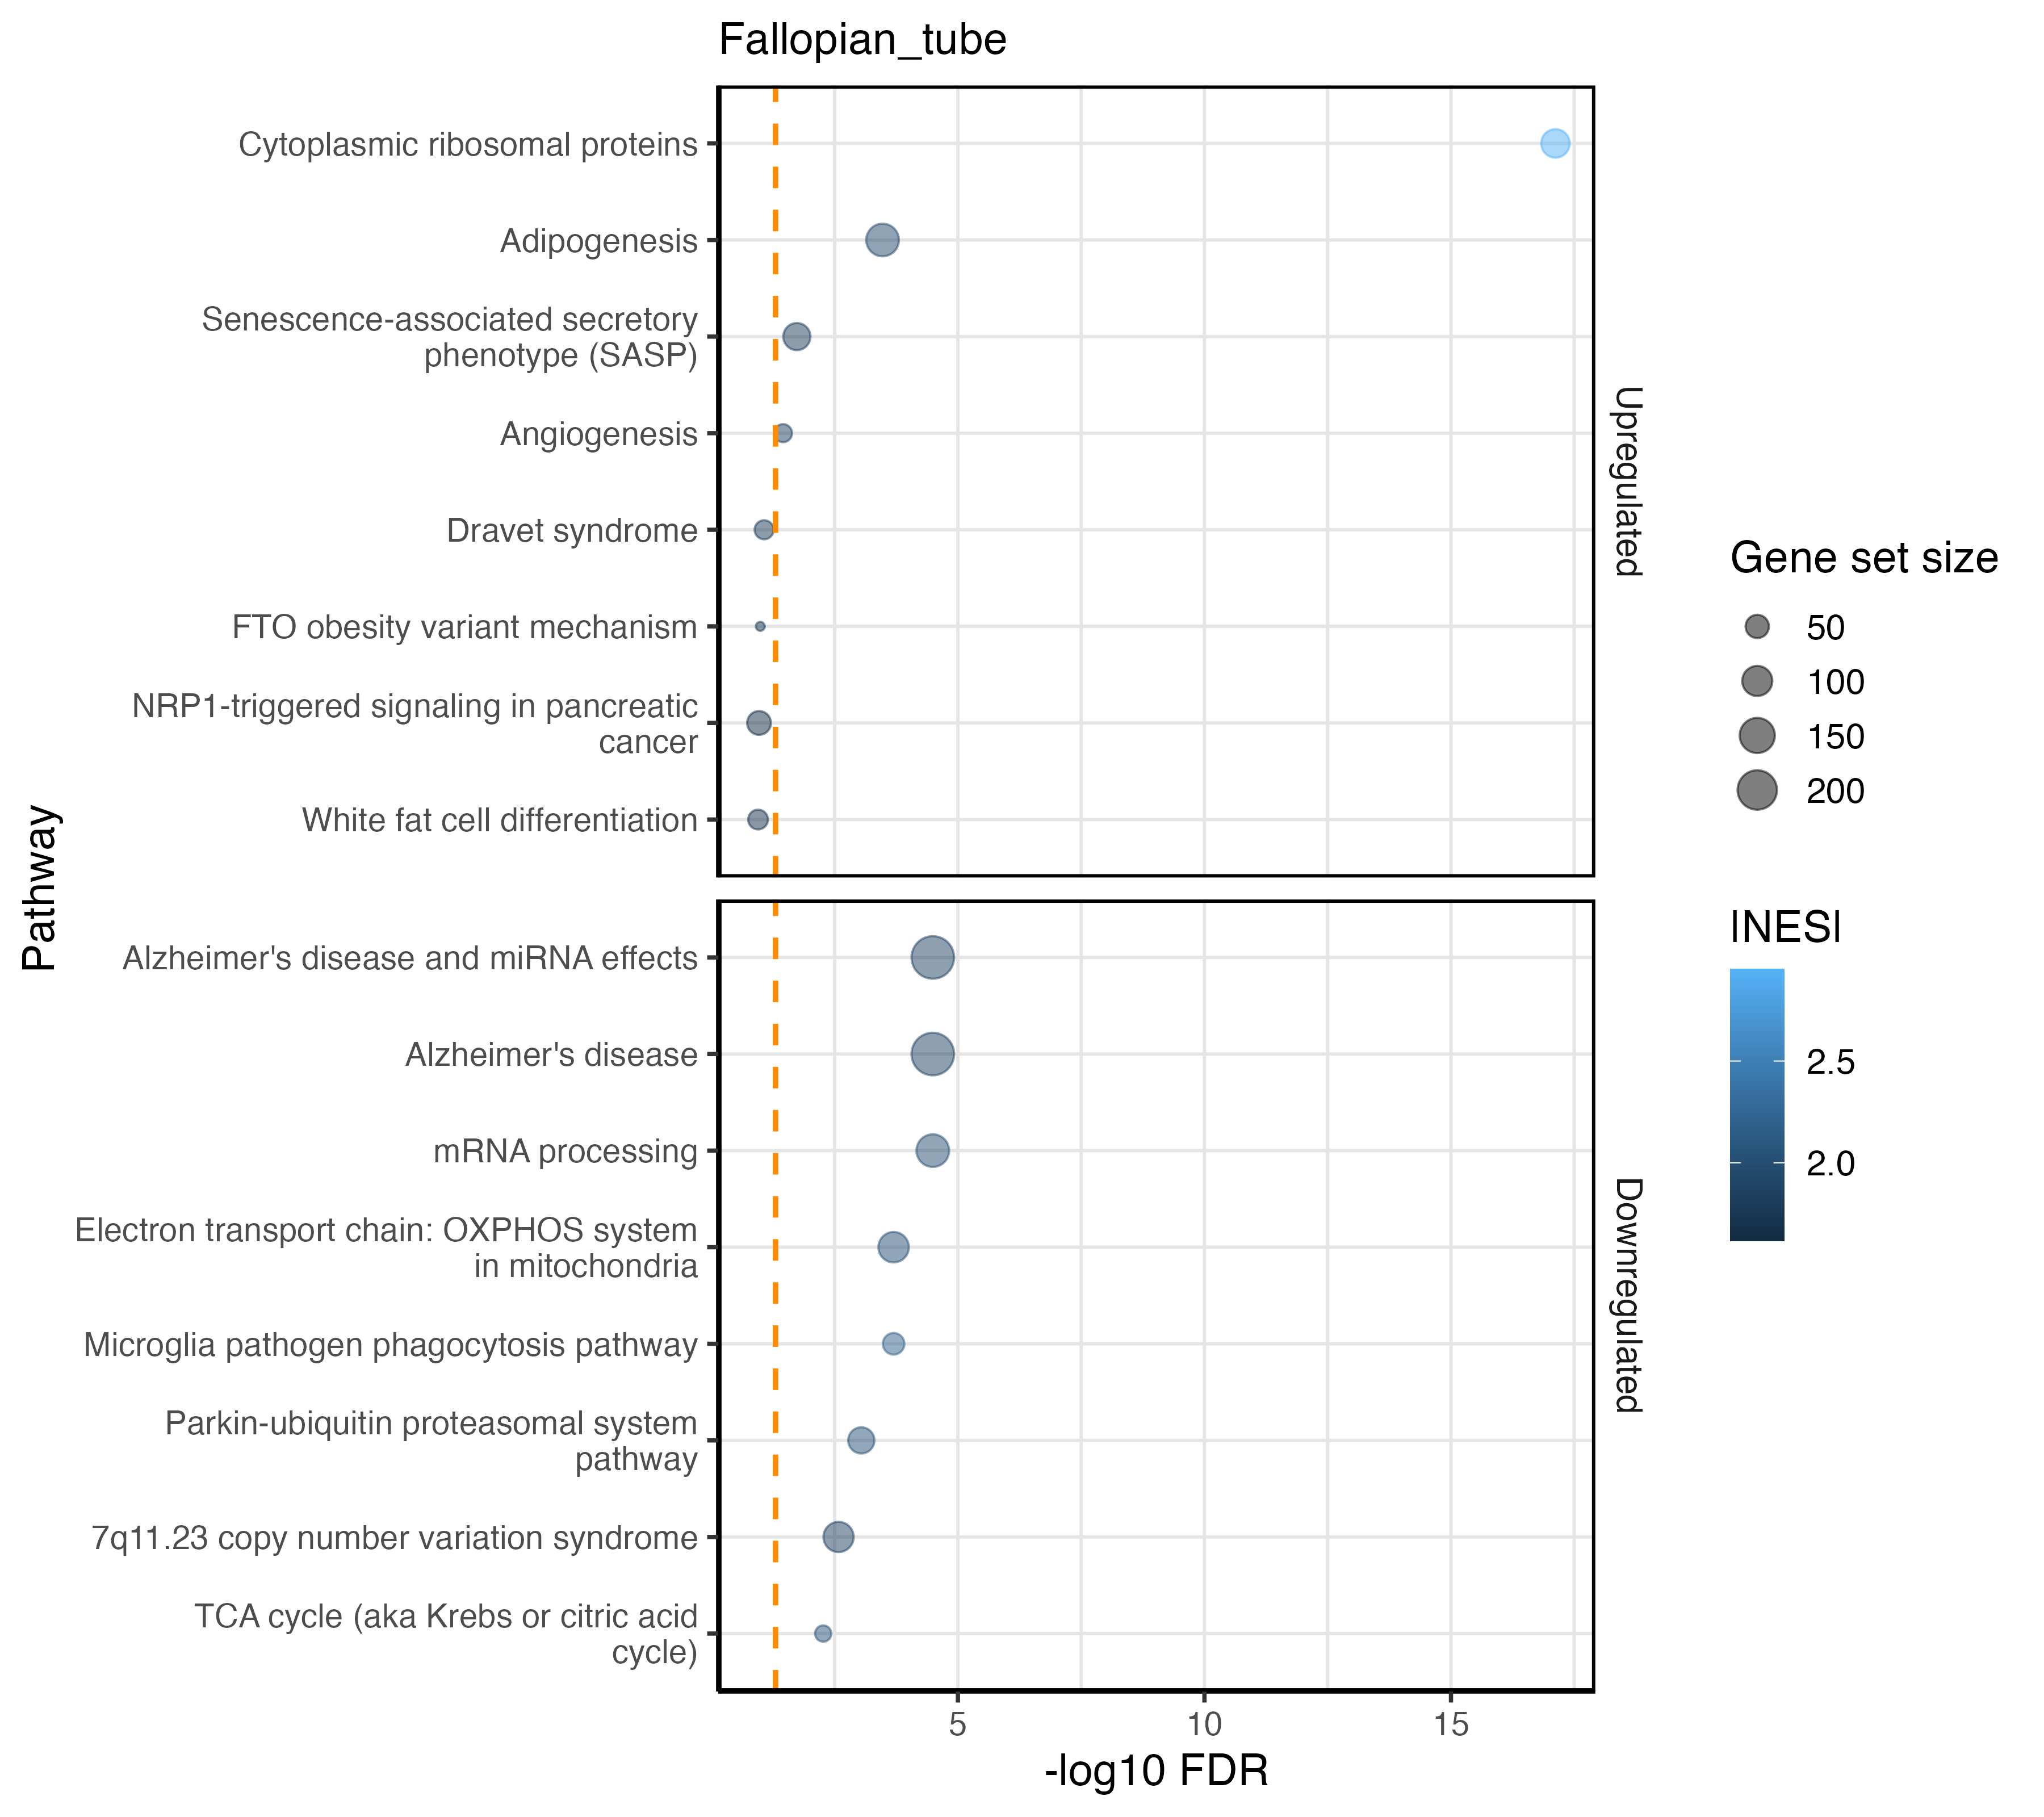 Fallopian_tube
Cytoplasmic ribosomal proteins
Adipogenesis
Senescence-associated secretory
phenotype (SASP)
Angiogenesis
Dravet syndrome
FTO obesity variant mechanism
NRP1-triggered signaling in pancreatic
cancer
White fat cell differentiation
Upregulated
Pathway
Alzheimer's disease and miRNA effects
Alzheimer's disease
mRNA processing
Electron transport chain: OXPHOS system
in mitochondria
Microglia pathogen phagocytosis pathway
Parkin-ubiquitin proteasomal system
pathway
7q11.23 copy number variation syndrome
TCA cycle (aka Krebs or citric acid
cycle)
Downregulated
5
10
15
-log10 FDR
Gene set size
50
100
150
200
|NES|
2.5
2.0